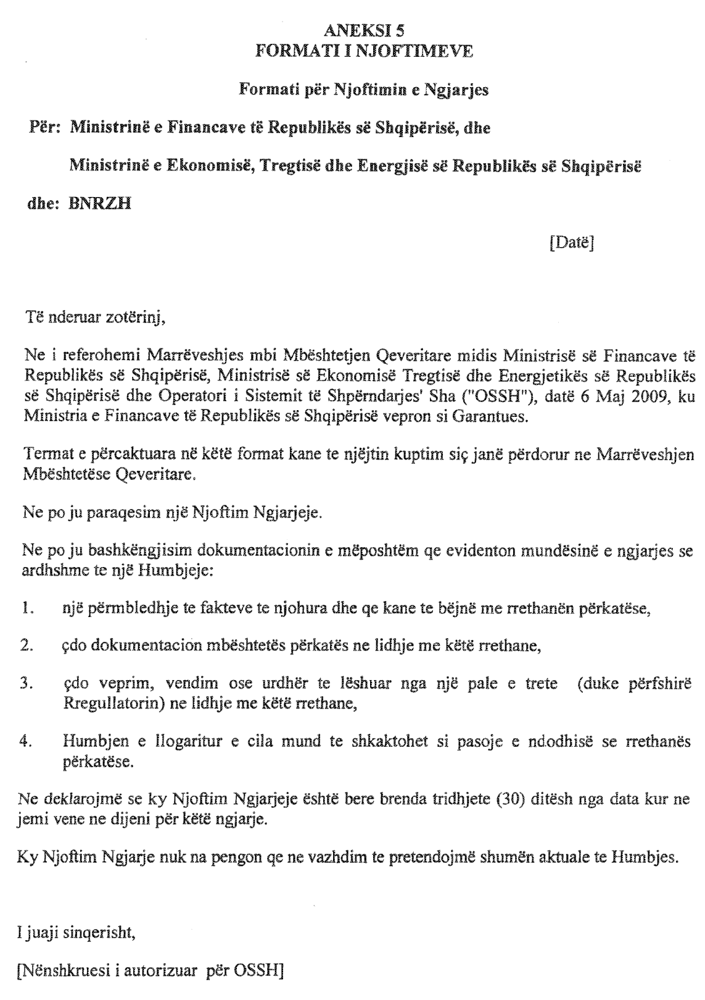 ANEKSI 5
FORMATI I NJOFTIMEVE
Formati për Njoftimin e Ngjarjes
Për: Ministrinë e Financave të Republikës së Shqipërisë, dhe
Ministrinë e Ekonomisë, Tregtisë dhe Energjisë së Republikës së Shqipërisë
dhe: BNRZH
[Datë]
Të nderuar zotërinj,
Ne i referohemi Marrëveshjes mbi Mbështetjen Qeveritare midis Ministrisë së Financave të
Republikës së Shqipërisë, Ministrisë së Ekonomisë Tregtisë dhe Energjetikës së Republikës
së Shqipërisë dhe Operatori i Sistemit të Shpërndarjes' Sha ("OSSH"), datë 6 Maj 2009, ku
Ministria e Financave të Republikës së Shqipërisë vepron si Garantues.
Termat e përcaktuara në këtë format kane te njëjtin kuptim siç janë përdorur ne Marrëveshjen
Mbështetëse Qeveritare.
Ne po ju paraqesim një Njoftim Ngjarjeje.
Ne po ju bashkëngjisim dokumentacionin e mëposhtëm qe evidenton mundësinë e ngjarjes se
ardhshme te një Humbjeje:
1. një përmbledhje te fakteve te njohura dhe qe kane te bëjnë me rrethanën përkatëse,
2. çdo dokumentacion mbështetës përkatës ne lidhje me këtë rrethane,
3. çdo veprim, vendim ose urdhër te lëshuar nga një pale e trete (duke përfshirë
Rregullatorin) ne lidhje me këtë rrethane,
4. Humbjen e llogaritur e cila mund te shkaktohet si pasoje e ndodhisë se rrethanës
përkatëse.
Ne deklarojmë se ky Njoftim Ngjarjeje është bere brenda tridhjete (30) ditësh nga data kur ne
jemi vene ne dijeni për këtë ngjarje.
Ky Njoftim Ngjarje nuk na pengon qe ne vazhdim te pretendojmë shumën aktuale te Humbjes.
I juaji sinqerisht,
[Nënshkruesi i autorizuar për OSSH]